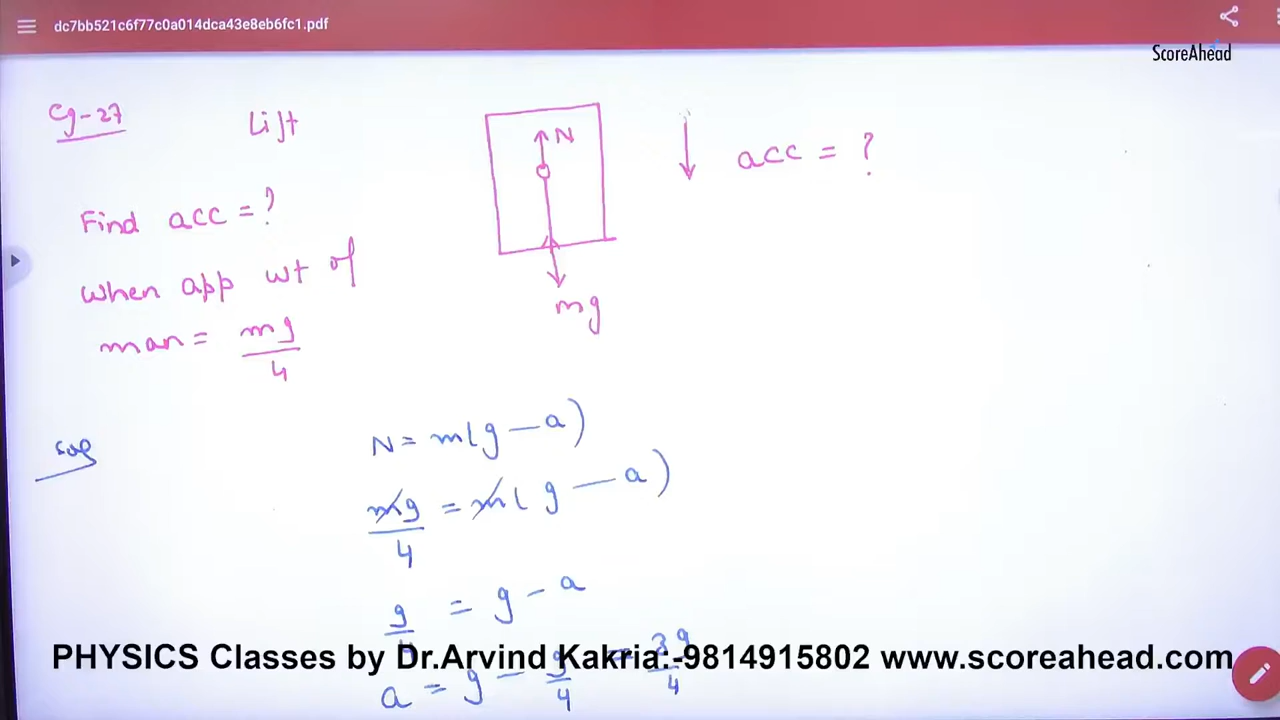 dc7bb521c6f77c0a014dca43e8eb6fc1.pdf
ScoreAhead
Eg-27
Lift
N
acc = ?
Find acc = ?
When app wt of
man = mg/4
mg
Sol
N = m(g - a)
mg/4 = m(g - a)
g/4 = g - a
a = g - g/4 = 3g/4
PHYSICS Classes by Dr.Arvind Kakria:-9814915802 www.scoreahead.com